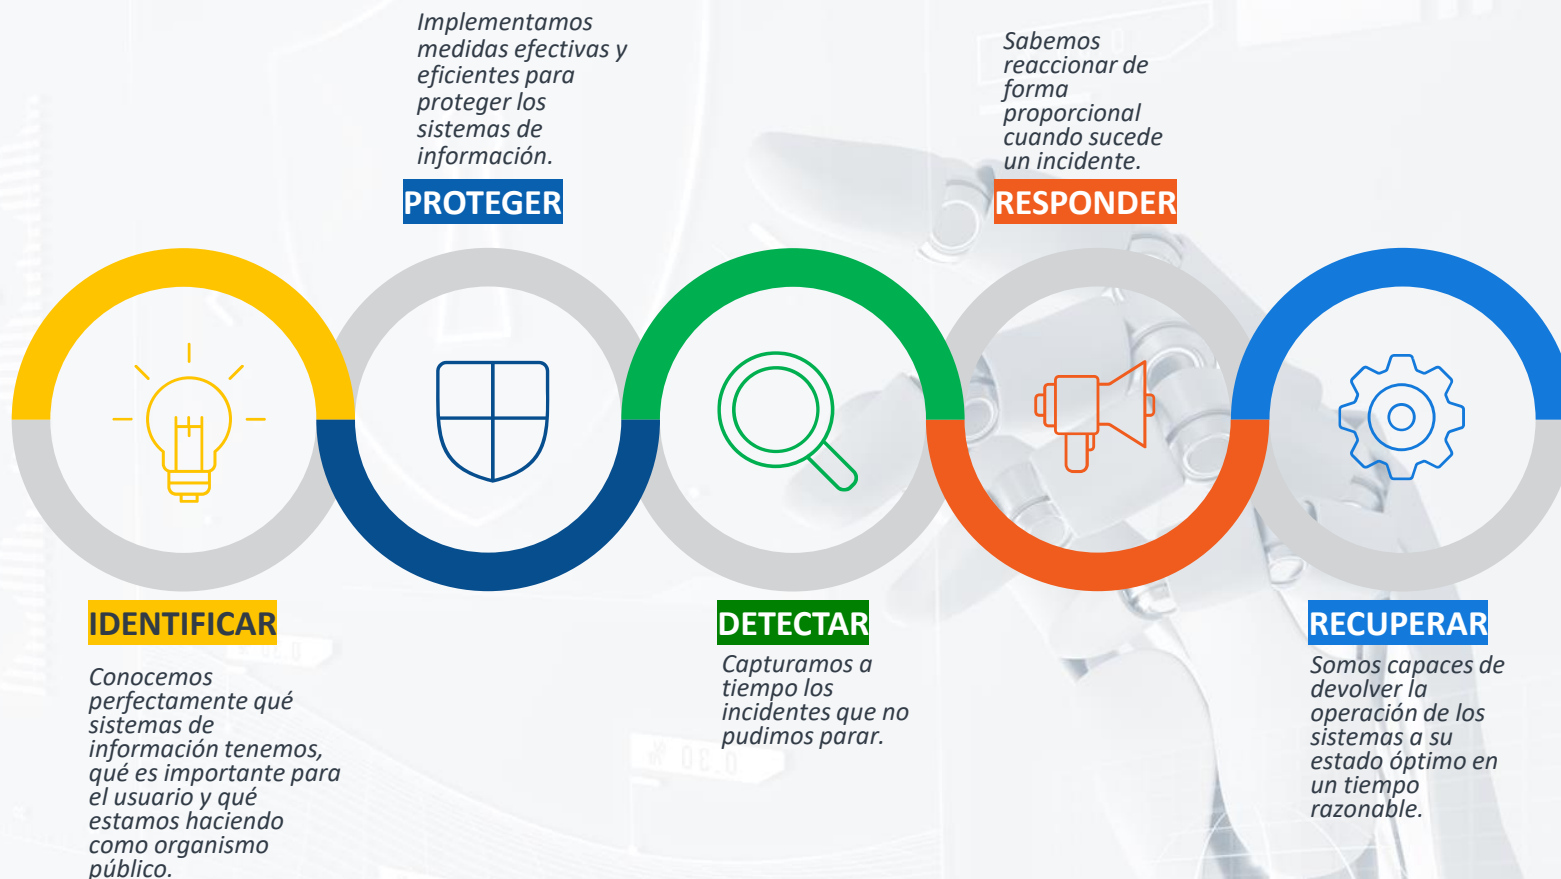 Implementamos
medidas efectivas y
eficientes para
proteger los
sistemas de
información.
PROTEGER
Sabemos
reaccionar de
forma
proporcional
cuando sucede
un incidente.
RESPONDER
IDENTIFICAR
Conocemos
perfectamente qué
sistemas de
información tenemos,
qué es importante para
el usuario y qué
estamos haciendo
como organismo
público.
DETECTAR
Capturamos a
tiempo los
incidentes que no
pudimos parar.
RECUPERAR
Somos capaces de
devolver la
operación de los
sistemas a su
estado óptimo en
un tiempo
razonable.